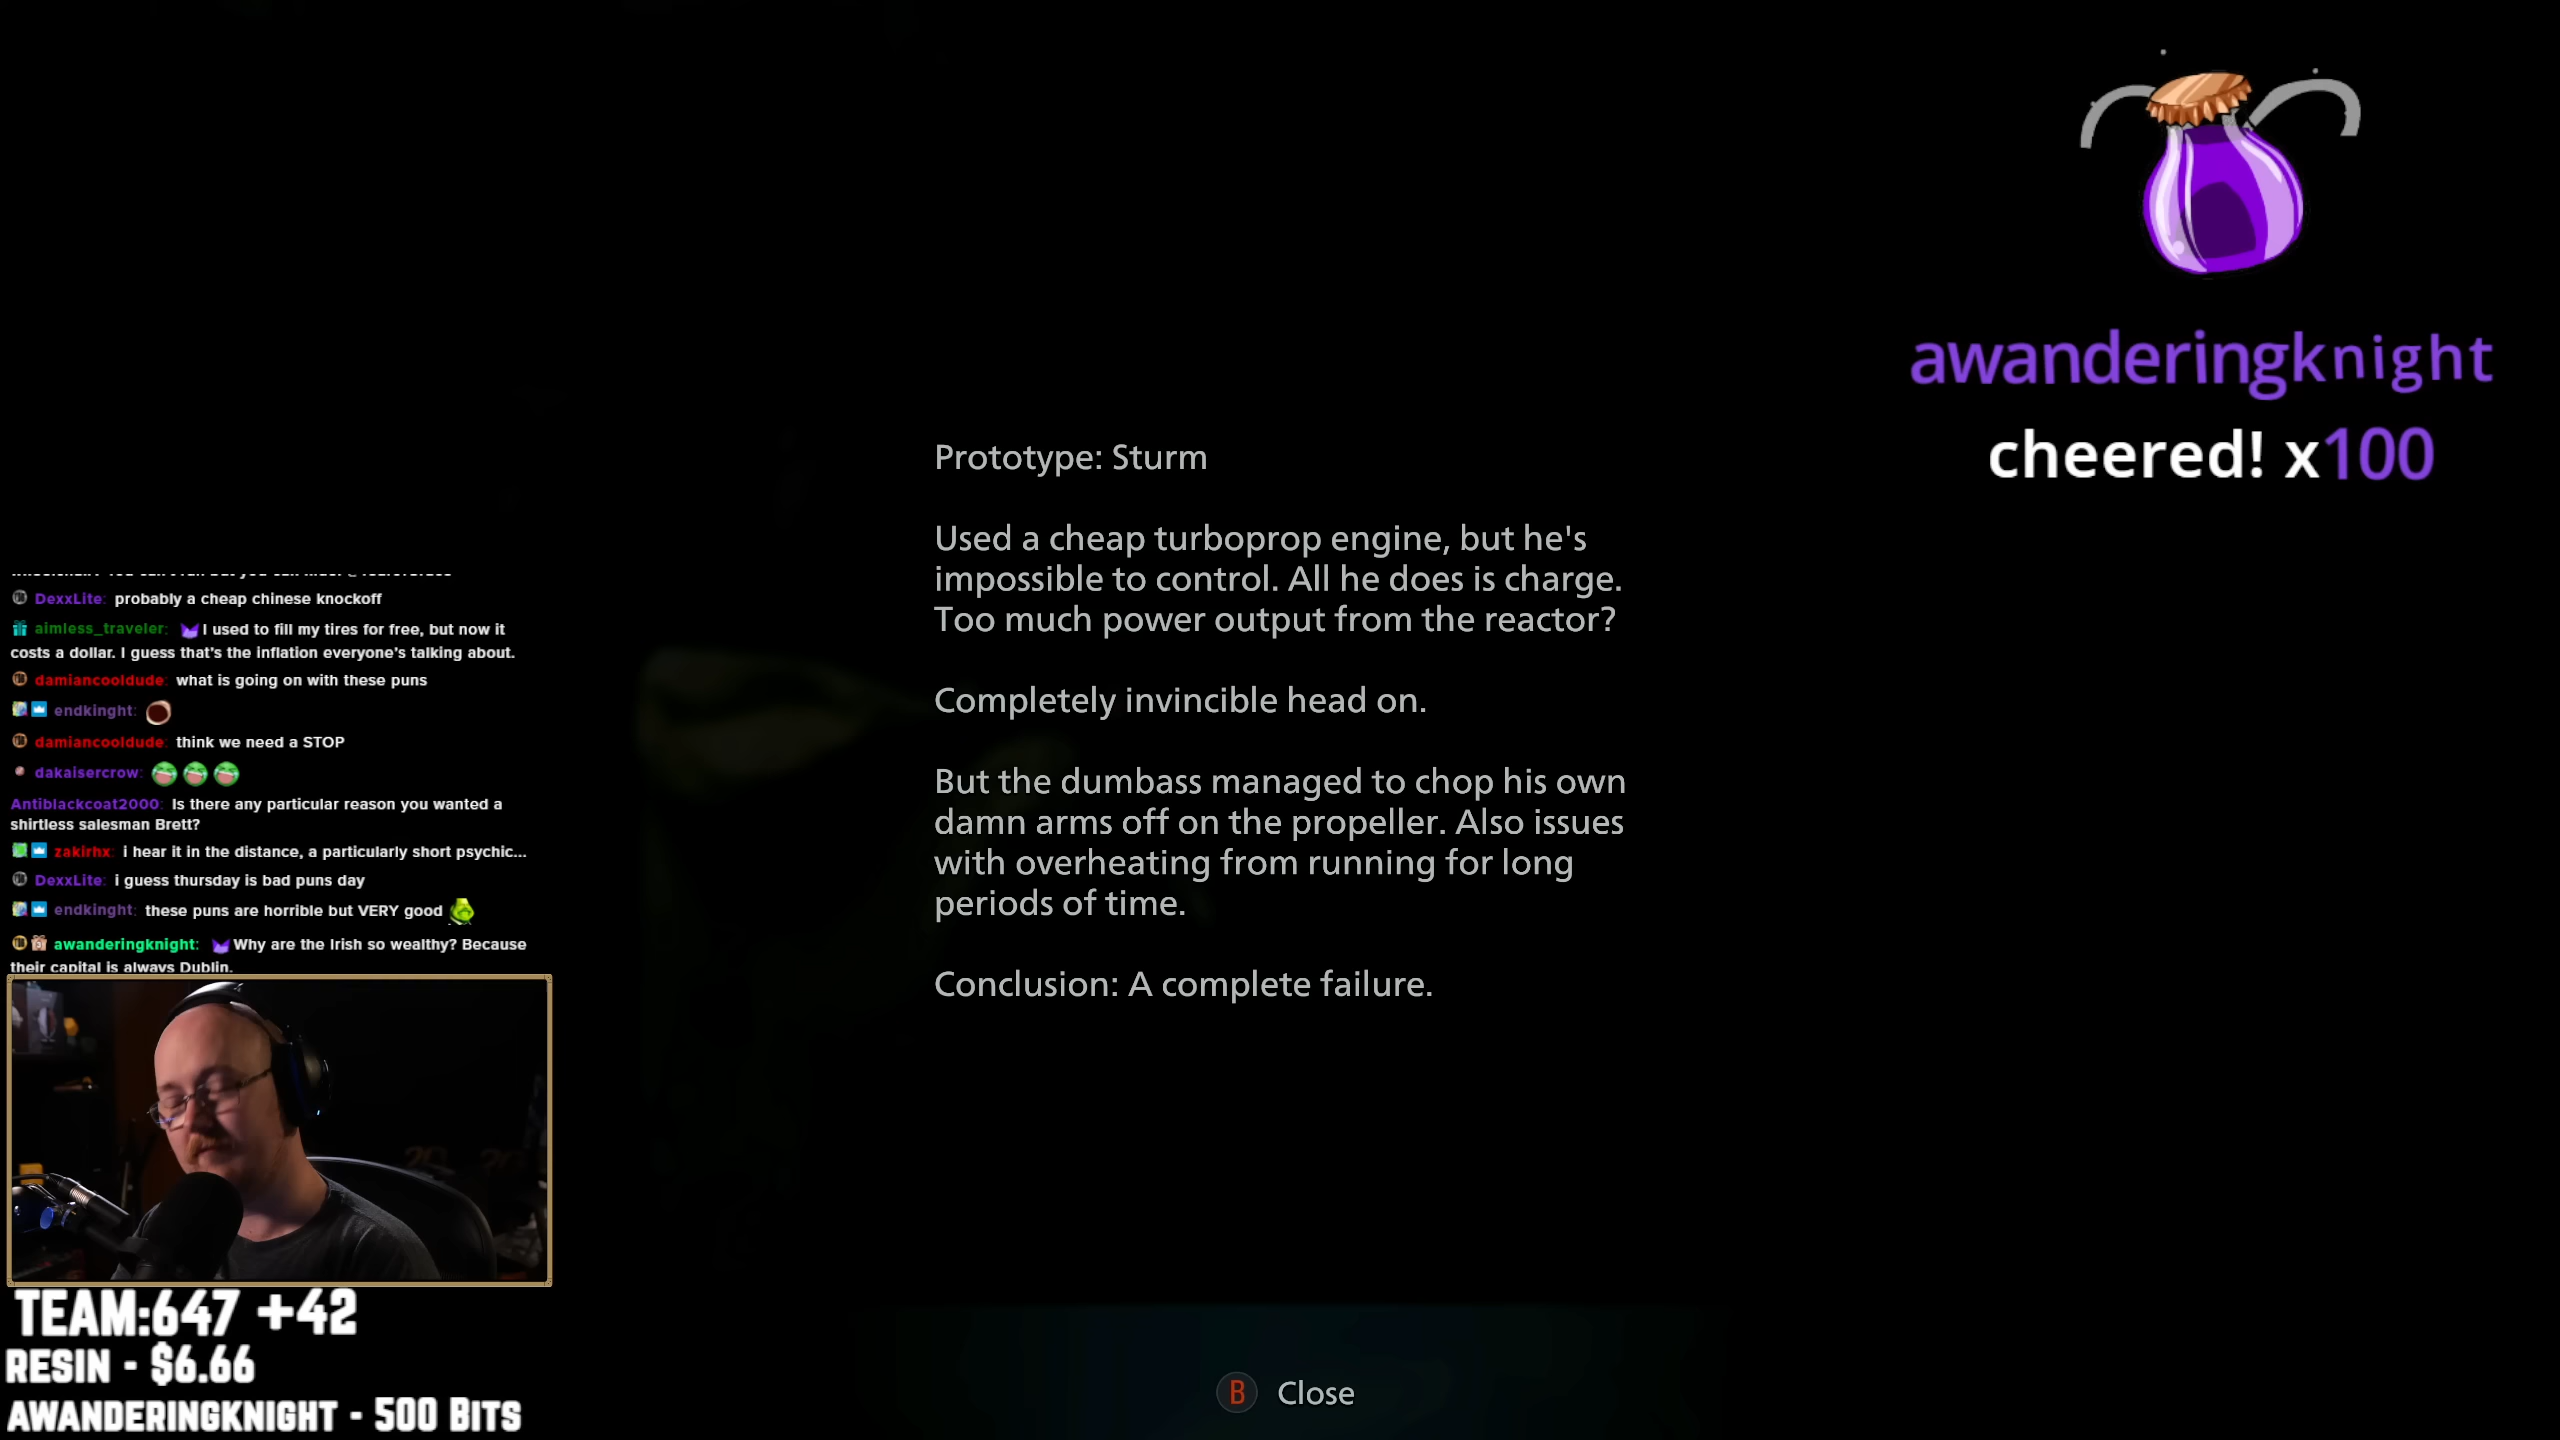 awanderingknight
cheered! x100
Prototype: Sturm
Used a cheap turboprop engine, but he's
impossible to control. All he does is charge.
Too much power output from the reactor?
Completely invincible head on.
But the dumbass managed to chop his own
damn arms off on the propeller. Also issues
with overheating from running for long
periods of time.
Conclusion: A complete failure.
B Close
DexxLite: probably a cheap chinese knockoff
aimless_traveler: I used to fill my tires for free, but now it
costs a dollar. I guess that's the inflation everyone's talking about.
damiancooldude: what is going on with these puns
endkinght:
damiancooldude: think we need a STOP
dakaisercrow:
Antiblackcoat2000: Is there any particular reason you wanted a
shirtless salesman Brett?
zakirhx: i hear it in the distance, a particularly short psychic...
DexxLite: i guess thursday is bad puns day
endkinght: these puns are horrible but VERY good
awanderingknight: Why are the Irish so wealthy? Because
their capital is always Dublin.
TEAM:647 +42
RESIN - $6.66
AWANDERINGKNIGHT - 500 BITS